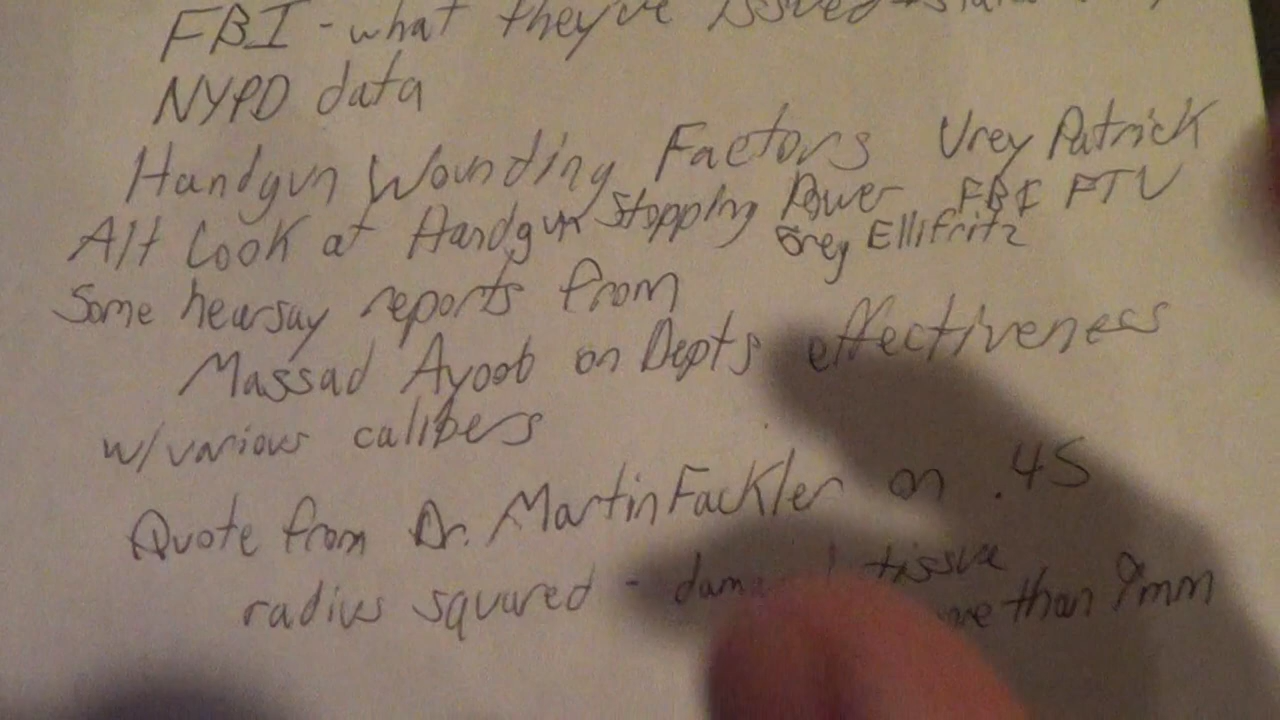 FBI - what they've issued
NYPD data
Handgun Wounding Factors Urey Patrick
FBI FTU
Alt Look at Handgun Stopping Power
Greg Ellifritz
Some hearsay reports from
Massad Ayoob on Depts effectiveness
w/various calibers
Quote from Dr. Martin Fackler on .45
radius squared - tissue
than 9mm